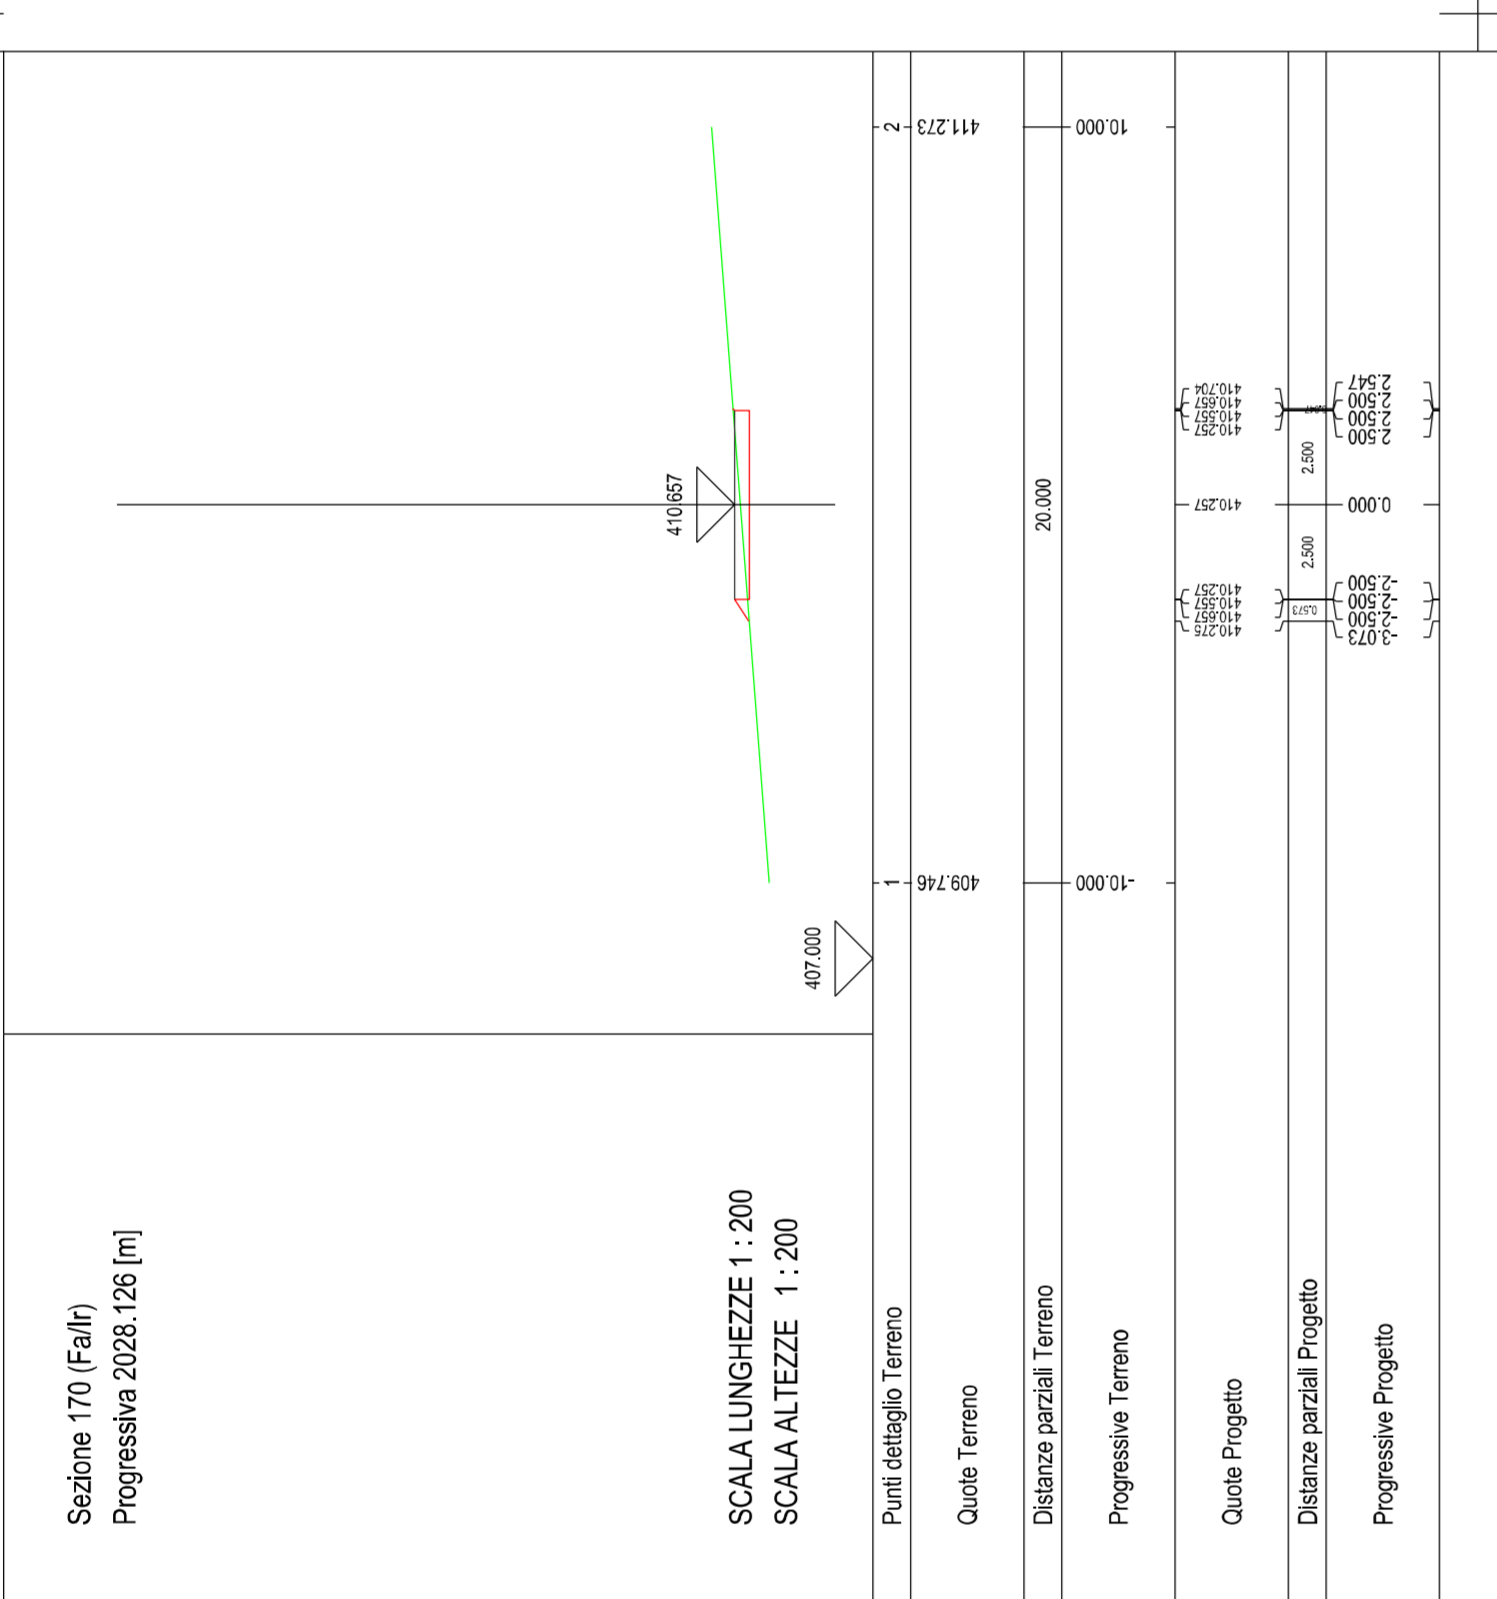 Sezione 170 (Fa/Ir)
Progressiva 2028.126 [m]
410.657
SCALA LUNGHEZZE 1 : 200
SCALA ALTEZZE 1 : 200
407.000
Punti dettaglio Terreno
1
2
Quote Terreno
409.746
411.273
Distanze parziali Terreno
20.000
Progressive Terreno
-10.000
10.000
Quote Progetto
410.275
410.657
410.557
410.257
410.257
410.257
410.557
410.657
410.704
Distanze parziali Progetto
0.573
2.500
2.500
Progressive Progetto
-3.073
-2.500
-2.500
-2.500
0.000
2.500
2.500
2.500
2.547